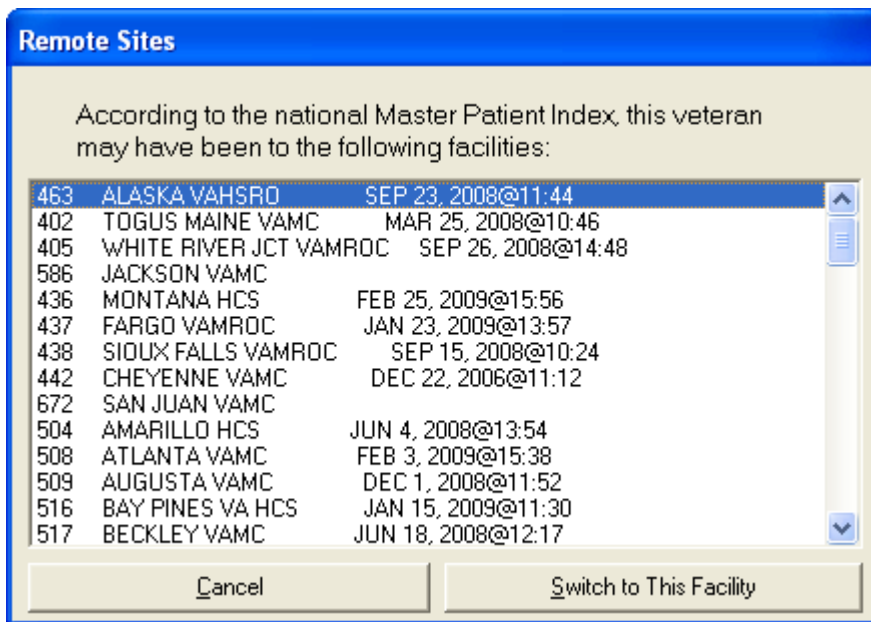 Remote Sites
According to the national Master Patient Index, this veteran
may have been to the following facilities:
463 ALASKA VAHSRO SEP 23, 2008@11:44
402 TOGUS MAINE VAMC MAR 25, 2008@10:46
405 WHITE RIVER JCT VAMROC SEP 26, 2008@14:48
586 JACKSON VAMC
436 MONTANA HCS FEB 25, 2009@15:56
437 FARGO VAMROC JAN 23, 2009@13:57
438 SIOUX FALLS VAMROC SEP 15, 2008@10:24
442 CHEYENNE VAMC DEC 22, 2006@11:12
672 SAN JUAN VAMC
504 AMARILLO HCS JUN 4, 2008@13:54
508 ATLANTA VAMC FEB 3, 2009@15:38
509 AUGUSTA VAMC DEC 1, 2008@11:52
516 BAY PINES VA HCS JAN 15, 2009@11:30
517 BECKLEY VAMC JUN 18, 2008@12:17
Cancel Switch to This Facility